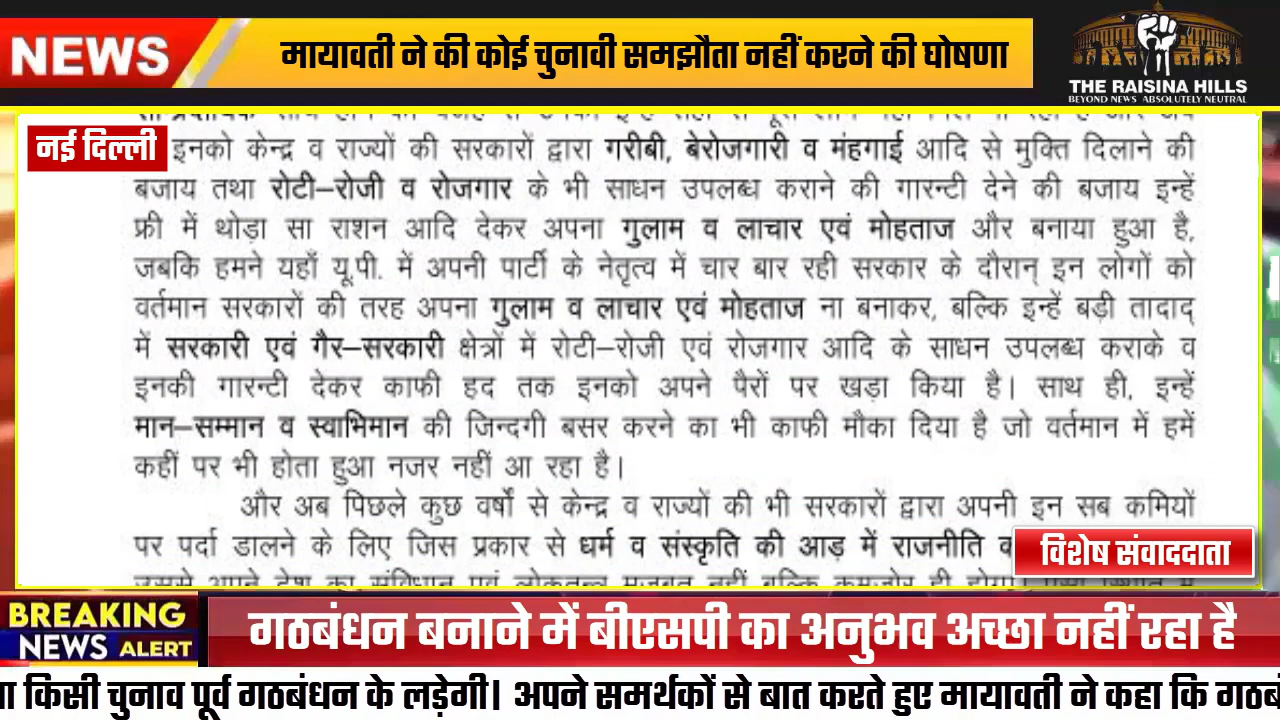 NEWS
मायावती ने की कोई चुनावी समझौता नहीं करने की घोषणा
THE RAISINA HILLS
BEYOND NEWS ABSOLUTELY NEUTRAL
नई दिल्ली
इनको केन्द्र व राज्यों की सरकारों द्वारा गरीबी, बेरोजगारी व मंहगाई आदि से मुक्ति दिलाने की
बजाय तथा रोटी–रोजी व रोजगार के भी साधन उपलब्ध कराने की गारन्टी देने की बजाय इन्हें
फ्री में थोड़ा सा राशन आदि देकर अपना गुलाम व लाचार एवं मोहताज और बनाया हुआ है,
जबकि हमने यहाँ यू.पी. में अपनी पार्टी के नेतृत्व में चार बार रही सरकार के दौरान् इन लोगों को
वर्तमान सरकारों की तरह अपना गुलाम व लाचार एवं मोहताज ना बनाकर, बल्कि इन्हें बड़ी तादाद्
में सरकारी एवं गैर–सरकारी क्षेत्रों में रोटी–रोजी एवं रोजगार आदि के साधन उपलब्ध कराके व
इनकी गारन्टी देकर काफी हद तक इनको अपने पैरों पर खड़ा किया है। साथ ही, इन्हें
मान–सम्मान व स्वाभिमान की जिन्दगी बसर करने का भी काफी मौका दिया है जो वर्तमान में हमें
कहीं पर भी होता हुआ नजर नहीं आ रहा है।
और अब पिछले कुछ वर्षों से केन्द्र व राज्यों की भी सरकारों द्वारा अपनी इन सब कमियों
पर पर्दा डालने के लिए जिस प्रकार से धर्म व संस्कृति की आड़ में राजनीति
विशेष संवाददाता
BREAKING
NEWS ALERT
गठबंधन बनाने में बीएसपी का अनुभव अच्छा नहीं रहा है
किसी चुनाव पूर्व गठबंधन के लड़ेगी। अपने समर्थकों से बात करते हुए मायावती ने कहा कि